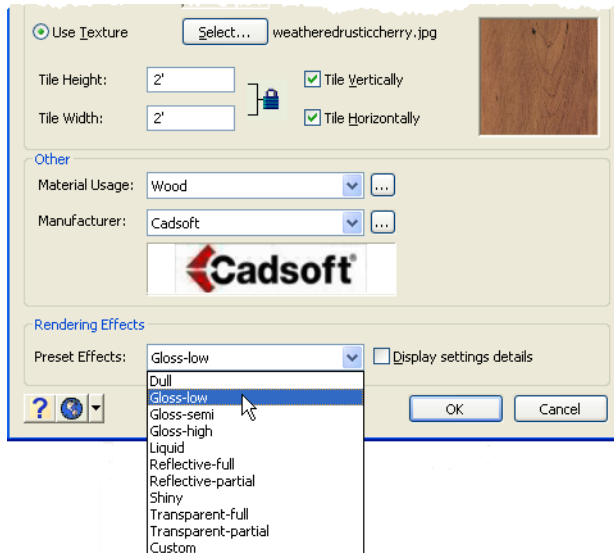 Use Texture Select... weatheredrusticcherry.jpg
Tile Height: 2' Tile Vertically
Tile Width: 2' Tile Horizontally
Other
Material Usage: Wood ...
Manufacturer: Cadsoft ...
Cadsoft®
Rendering Effects
Preset Effects: Gloss-low Display settings details
Dull
Gloss-low
? OK Cancel
Gloss-semi
Gloss-high
Liquid
Reflective-full
Reflective-partial
Shiny
Transparent-full
Transparent-partial
Custom